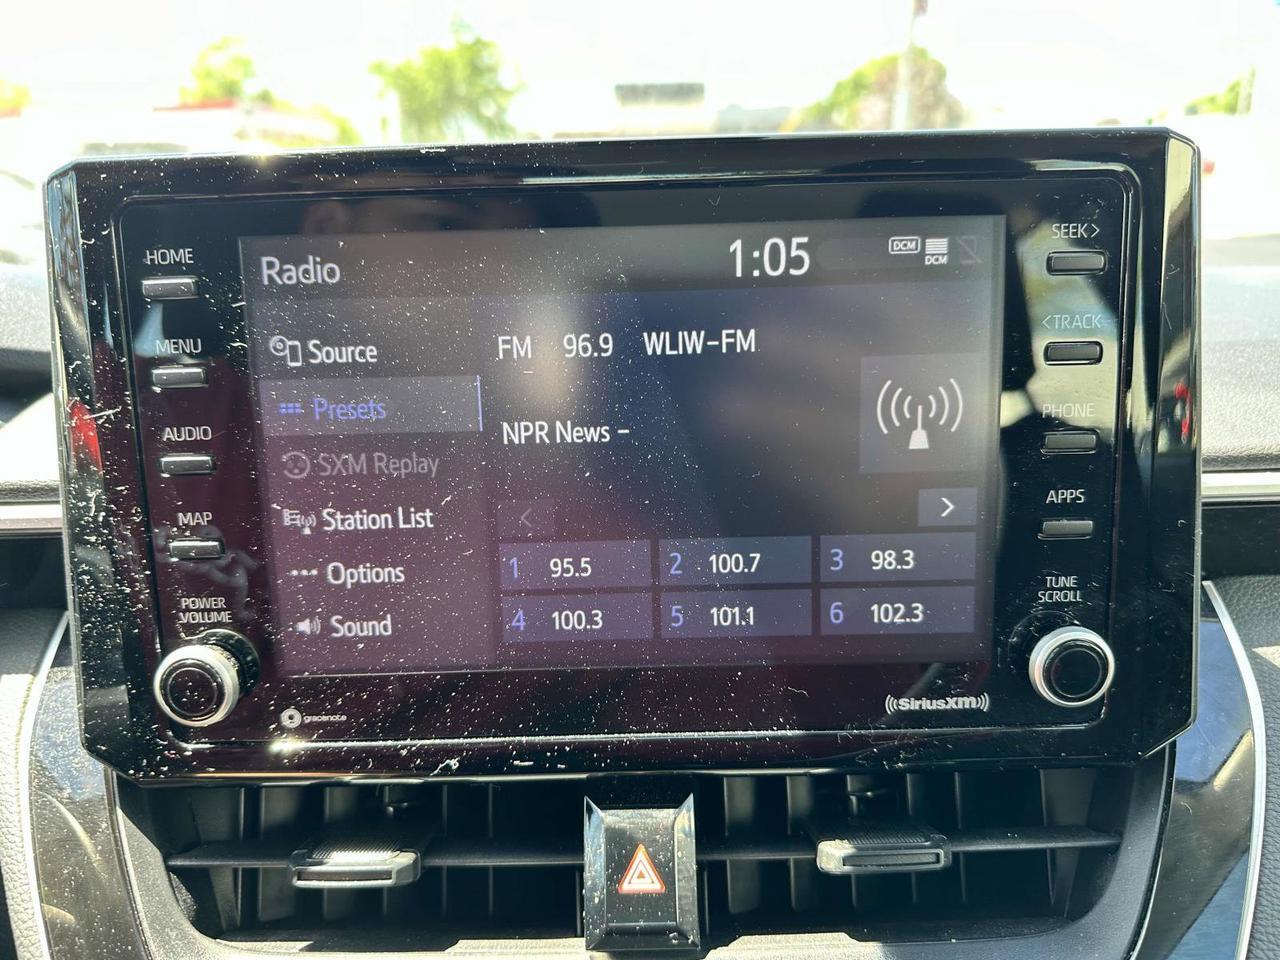 HOME
MENU
AUDIO
MAP
POWER
VOLUME
Radio
1:05
DCM
DCM
Source
Presets
SXM Replay
Station List
Options
Sound
FM 96.9 WLIW-FM
NPR News -
< >
1 95.5 2 100.7 3 98.3
4 100.3 5 101.1 6 102.3
gracenote
((SiriusXM))
SEEK >
< TRACK
PHONE
APPS
TUNE
SCROLL